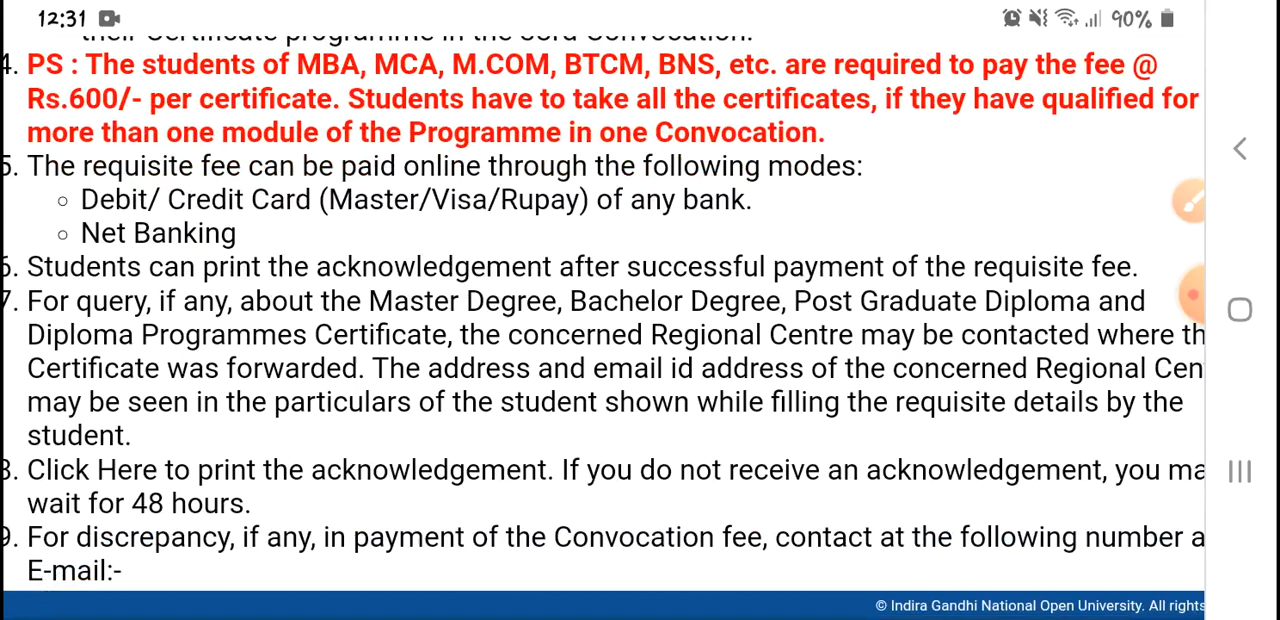 12:31 90%
4. PS : The students of MBA, MCA, M.COM, BTCM, BNS, etc. are required to pay the fee @
Rs.600/- per certificate. Students have to take all the certificates, if they have qualified for
more than one module of the Programme in one Convocation.
5. The requisite fee can be paid online through the following modes:
Debit/ Credit Card (Master/Visa/Rupay) of any bank.
Net Banking
6. Students can print the acknowledgement after successful payment of the requisite fee.
7. For query, if any, about the Master Degree, Bachelor Degree, Post Graduate Diploma and
Diploma Programmes Certificate, the concerned Regional Centre may be contacted where th
Certificate was forwarded. The address and email id address of the concerned Regional Cen
may be seen in the particulars of the student shown while filling the requisite details by the
student.
8. Click Here to print the acknowledgement. If you do not receive an acknowledgement, you ma
wait for 48 hours.
9. For discrepancy, if any, in payment of the Convocation fee, contact at the following number a
E-mail:-
© Indira Gandhi National Open University. All rights